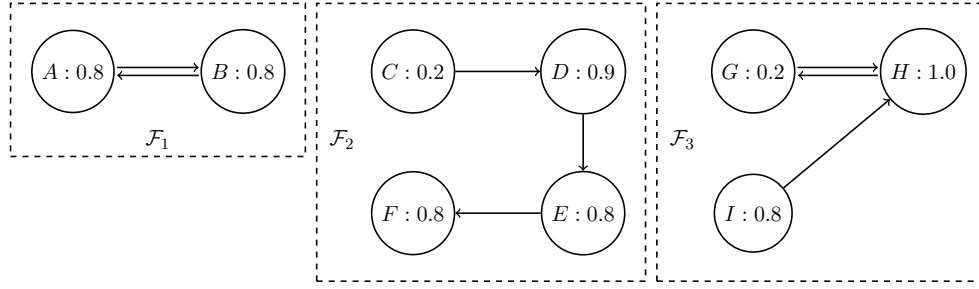 A : 0.8
B : 0.8
𝓕₁
C : 0.2
D : 0.9
𝓕₂
F : 0.8
E : 0.8
G : 0.2
H : 1.0
𝓕₃
I : 0.8